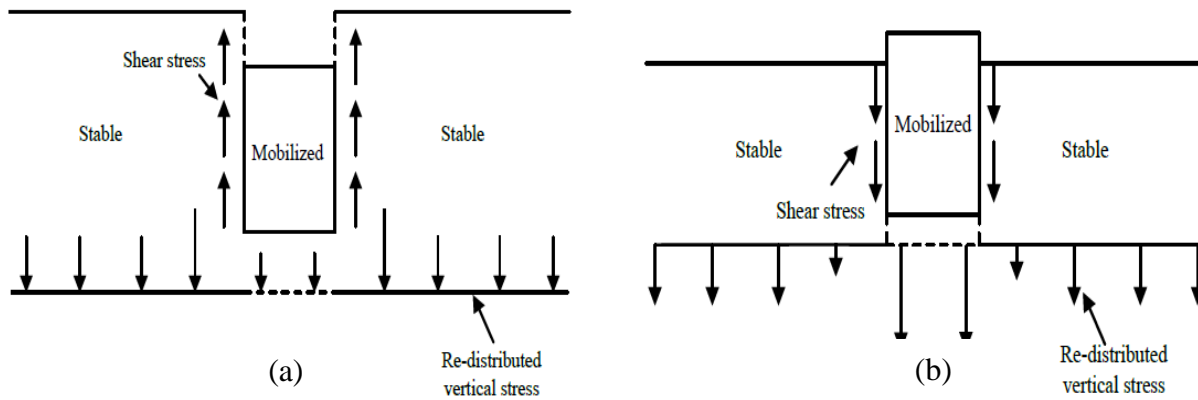 Shear stress
Stable
Mobilized
Stable
Re-distributed
vertical stress
(a)
Mobilized
Stable
Stable
Shear stress
Re-distributed
vertical stress
(b)